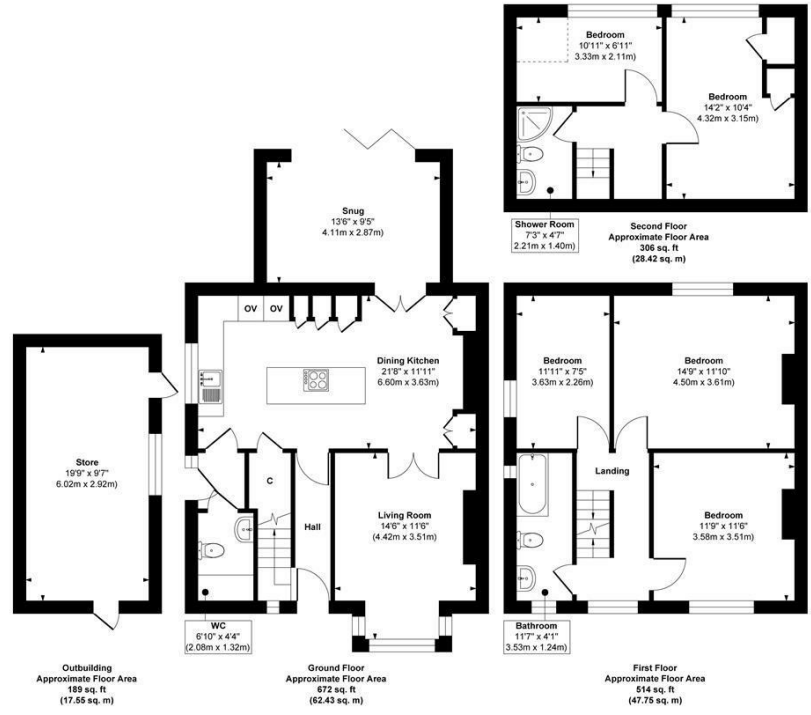 Bedroom
10'11" x 6'11"
3.33m x 2.11m)
Bedroom
14'2" x 10'4"
4.32m x 3.15m)
Shower Room
7'3" x 4'7"
2.21m x 1.40m)
Second Floor
Approximate Floor Area
306 sq. ft
(28.42 sq. m)
Snug
13'6" x 9'5"
4.11m x 2.87m)
OV
OV
Dining Kitchen
21'8" x 11'11"
6.60m x 3.63m)
C
Hall
Living Room
14'6" x 11'6"
(4.42m x 3.51m)
WC
6'10" x 4'4"
(2.08m x 1.32m)
Store
19'9" x 9'7"
6.02m x 2.92m)
Bedroom
11'11" x 7'5"
3.63m x 2.26m)
Bedroom
14'9" x 11'10"
4.50m x 3.61m)
Landing
Bedroom
11'9" x 11'6"
3.58m x 3.51m)
Bathroom
11'7" x 4'1"
3.53m x 1.24m)
Outbuilding
Approximate Floor Area
189 sq. ft
(17.55 sq. m)
Ground Floor
Approximate Floor Area
672 sq. ft
(62.43 sq. m)
First Floor
Approximate Floor Area
514 sq. ft
(47.75 sq. m)